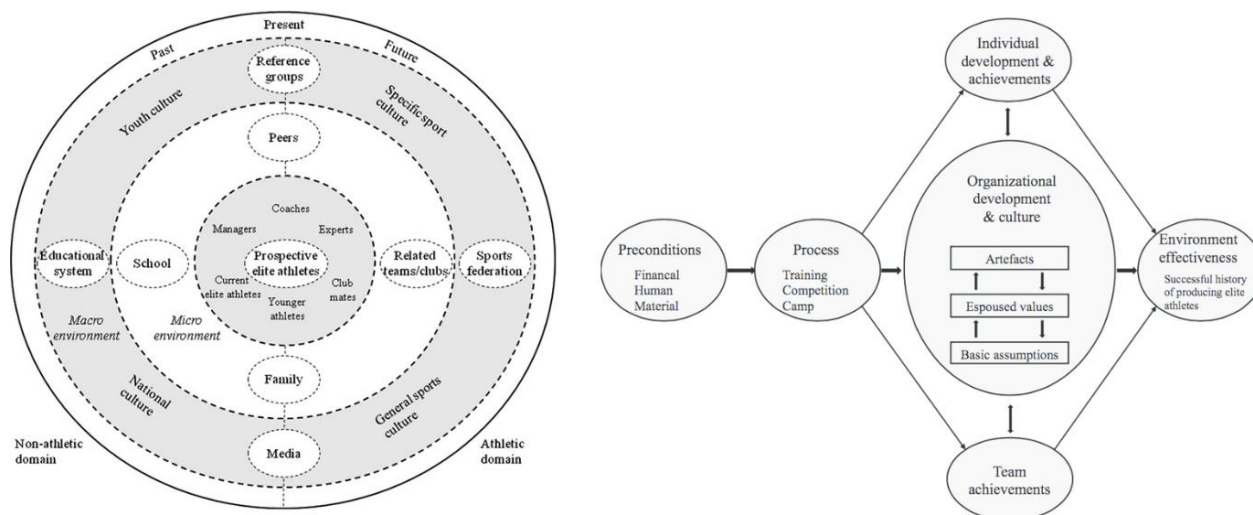 Present
Past
Future
Reference
groups
Youth culture
Specific sport
culture
Peers
Coaches
Managers
Experts
Educational
system
School
Prospective
elite athletes
Related
teams/clubs
Sports
federation
Current
elite athletes
Club
mates
Younger
athletes
Macro
environment
Micro
environment
Family
National
culture
General sports
culture
Media
Non-athletic
domain
Athletic
domain
Individual
development &
achievements
Organizational
development
& culture
Preconditions
Financal
Human
Material
Process
Training
Competition
Camp
Artefacts
Espoused values
Basic assumptions
Environment
effectiveness
Successful history
of producing elite
athletes
Team
achievements